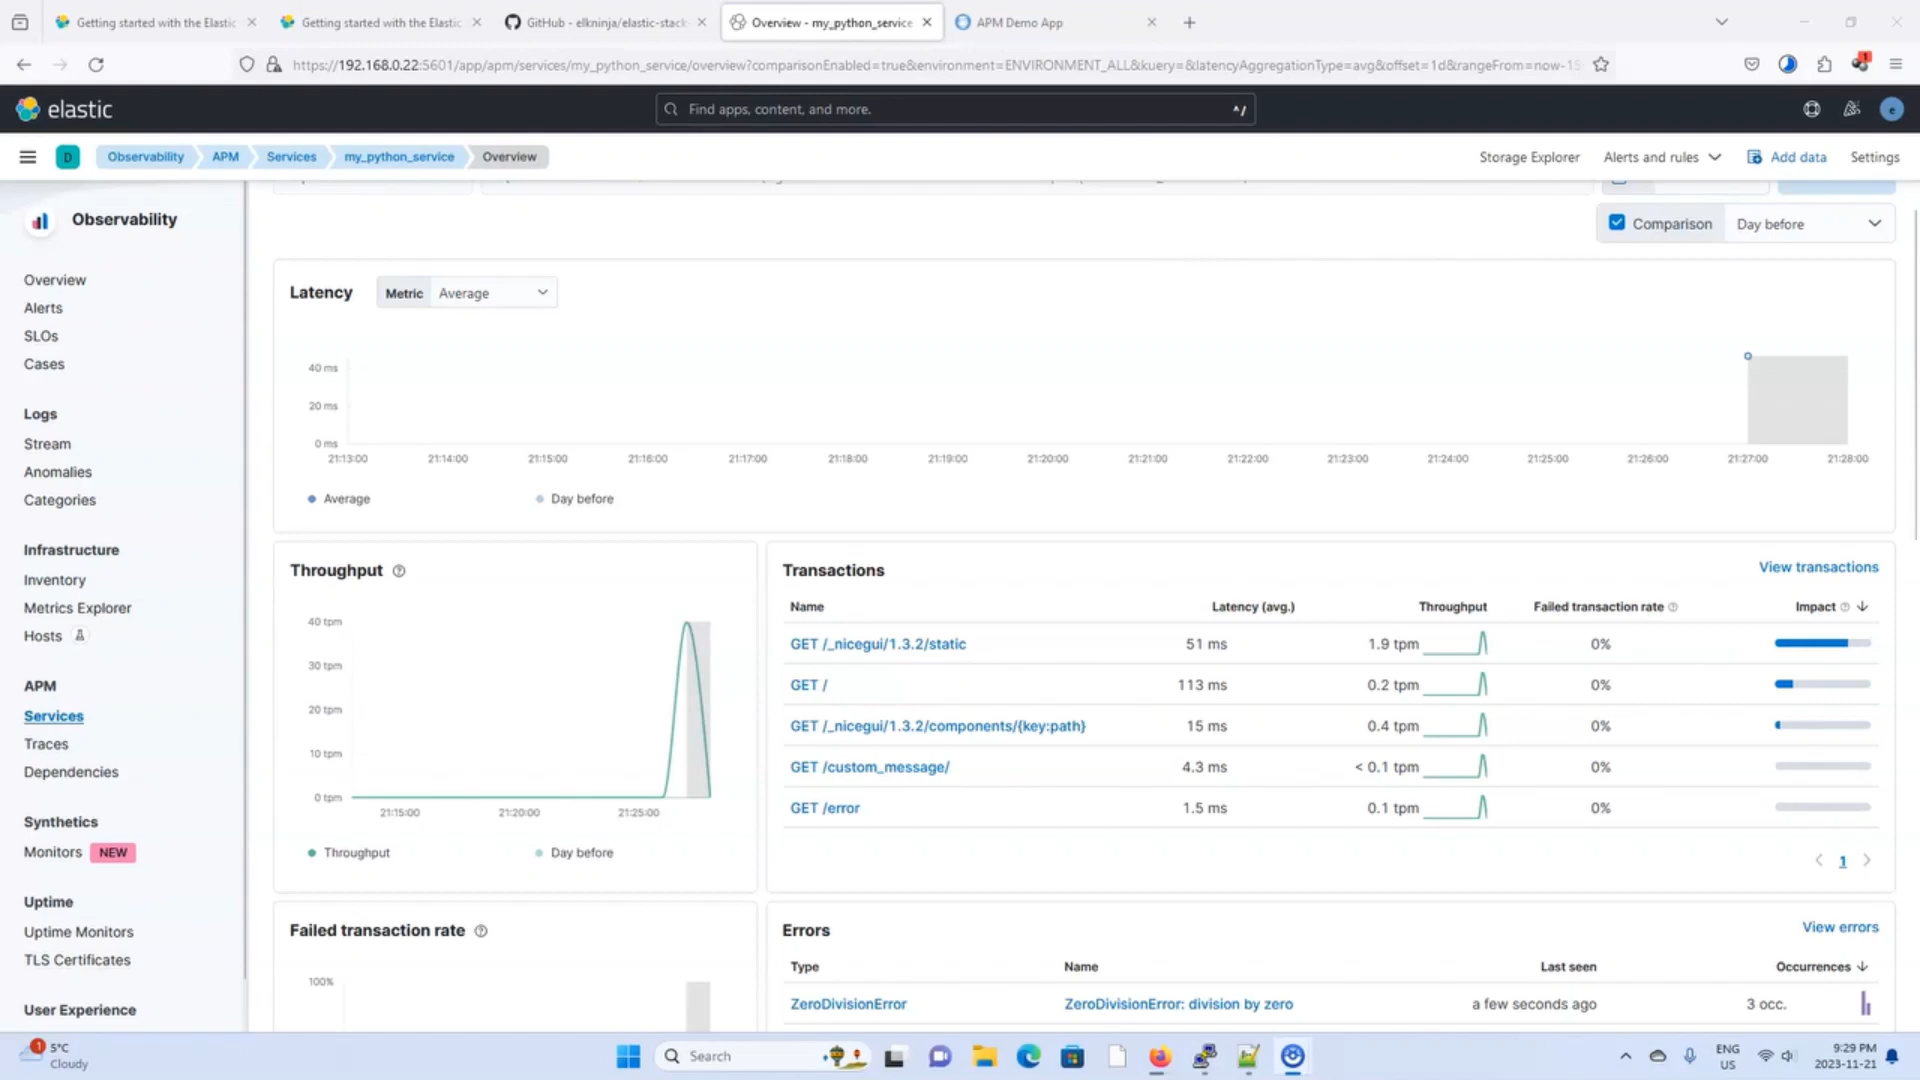 Getting started with the Elastic
Getting started with the Elastic
GitHub - elkninja/elastic-stack-
Overview - my_python_service
APM Demo App
https://192.168.0.22:5601/app/apm/services/my_python_service/overview?comparisonEnabled=true&environment=ENVIRONMENT_ALL&kuery=&latencyAggregationType=avg&offset=1d&rangeFrom=now-15
elastic
Find apps, content, and more.
^/
e
D
Observability
APM
Services
my_python_service
Overview
Storage Explorer
Alerts and rules
Add data
Settings
Observability
Overview
Alerts
SLOs
Cases
Logs
Stream
Anomalies
Categories
Infrastructure
Inventory
Metrics Explorer
Hosts
APM
Services
Traces
Dependencies
Synthetics
Monitors NEW
Uptime
Uptime Monitors
TLS Certificates
User Experience
Comparison
Day before
Latency
Metric Average
40 ms
20 ms
0 ms
21:13:00 21:14:00 21:15:00 21:16:00 21:17:00 21:18:00 21:19:00 21:20:00 21:21:00 21:22:00 21:23:00 21:24:00 21:25:00 21:26:00 21:27:00 21:28:00
Average
Day before
Throughput
40 tpm
30 tpm
20 tpm
10 tpm
0 tpm
21:15:00 21:20:00 21:25:00
Throughput
Day before
Transactions
View transactions
Name Latency (avg.) Throughput Failed transaction rate Impact
GET /_nicegui/1.3.2/static 51 ms 1.9 tpm 0%
GET / 113 ms 0.2 tpm 0%
GET /_nicegui/1.3.2/components/{key:path} 15 ms 0.4 tpm 0%
GET /custom_message/ 4.3 ms < 0.1 tpm 0%
GET /error 1.5 ms 0.1 tpm 0%
1
Failed transaction rate
100%
Errors
View errors
Type Name Last seen Occurrences
ZeroDivisionError ZeroDivisionError: division by zero a few seconds ago 3 occ.
1
5°C
Cloudy
Search
ENG
US
9:29 PM
2023-11-21